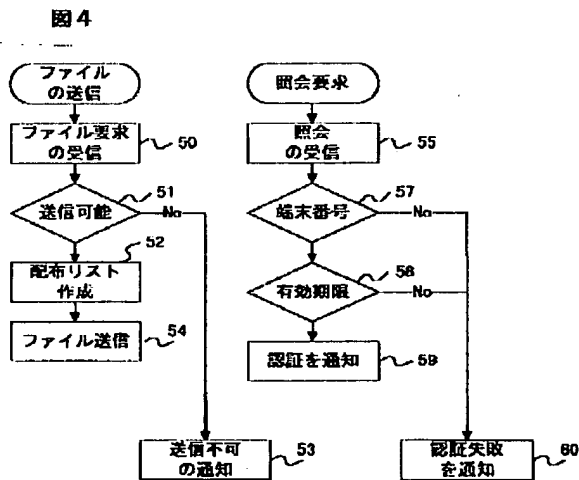 図4
ファイル
の送信
ファイル要求
の受信
50
送信可能
51
No
配布リスト
作成
52
ファイル送信
54
送信不可
の通知
53
照会要求
照会
の受信
55
端末番号
57
No
有効期限
58
No
認証を通知
59
認証失敗
を通知
60